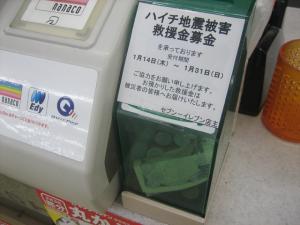 nanaco
ハイチ地震被害
救援金募金
を承っております
受付期間
1月14日(木) ~ 1月31日(日)
ご協力をお願い申し上げます。
お預かりした救援金は
被災者の皆様へお届けいたします。
セブン-イレブン店主
nanaco
Edy
QUICPay